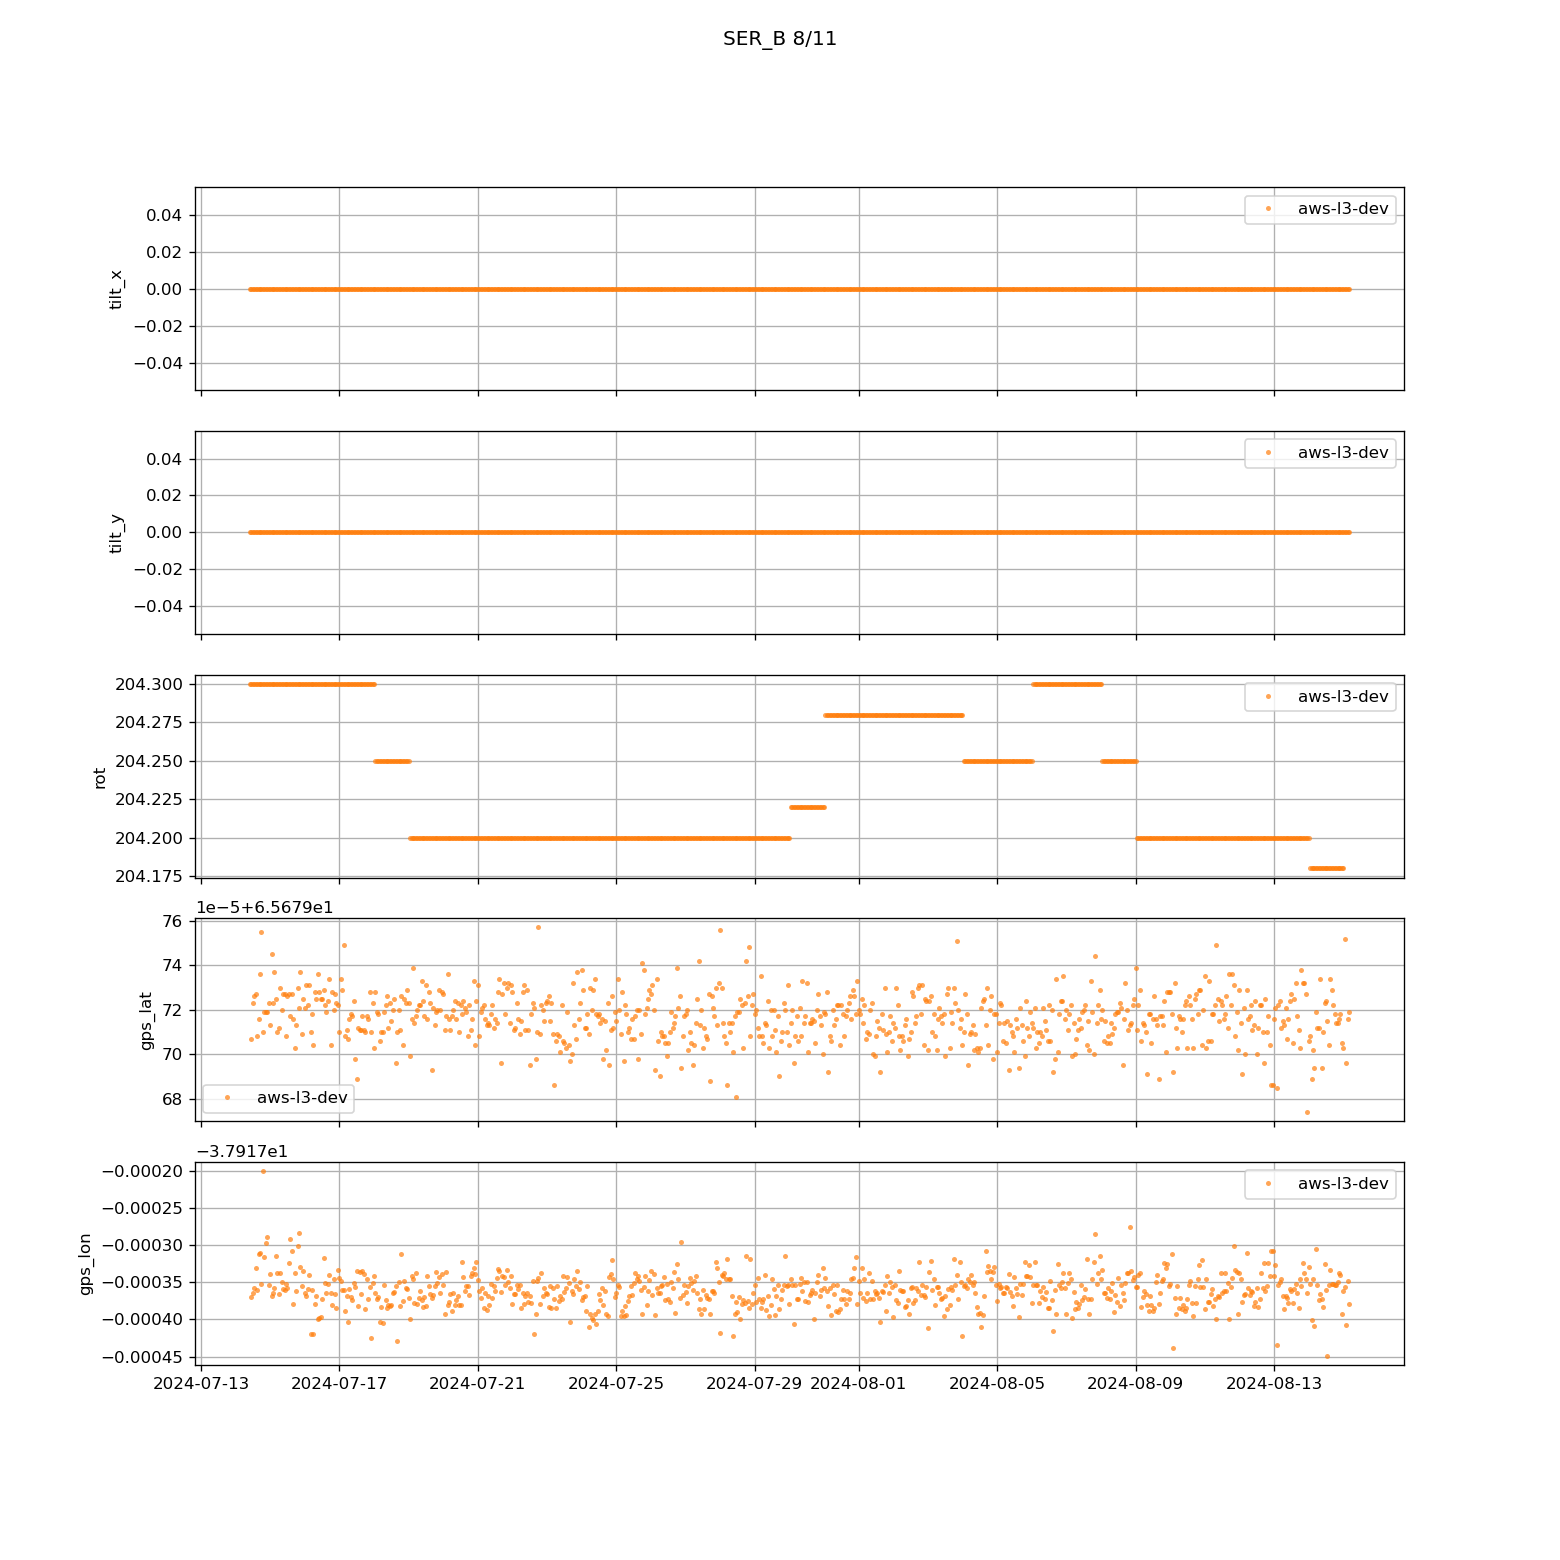 SER_B 8/11
aws-l3-dev
0.04
0.02
0.00
−0.02
−0.04
tilt_x
aws-l3-dev
0.04
0.02
0.00
−0.02
−0.04
tilt_y
aws-l3-dev
204.300
204.275
204.250
204.225
204.200
204.175
rot
1e−5+6.5679e1
76
74
72
70
68
gps_lat
aws-l3-dev
−3.7917e1
aws-l3-dev
−0.00020
−0.00025
−0.00030
−0.00035
−0.00040
−0.00045
gps_lon
2024-07-13 2024-07-17 2024-07-21 2024-07-25 2024-07-29 2024-08-01 2024-08-05 2024-08-09 2024-08-13